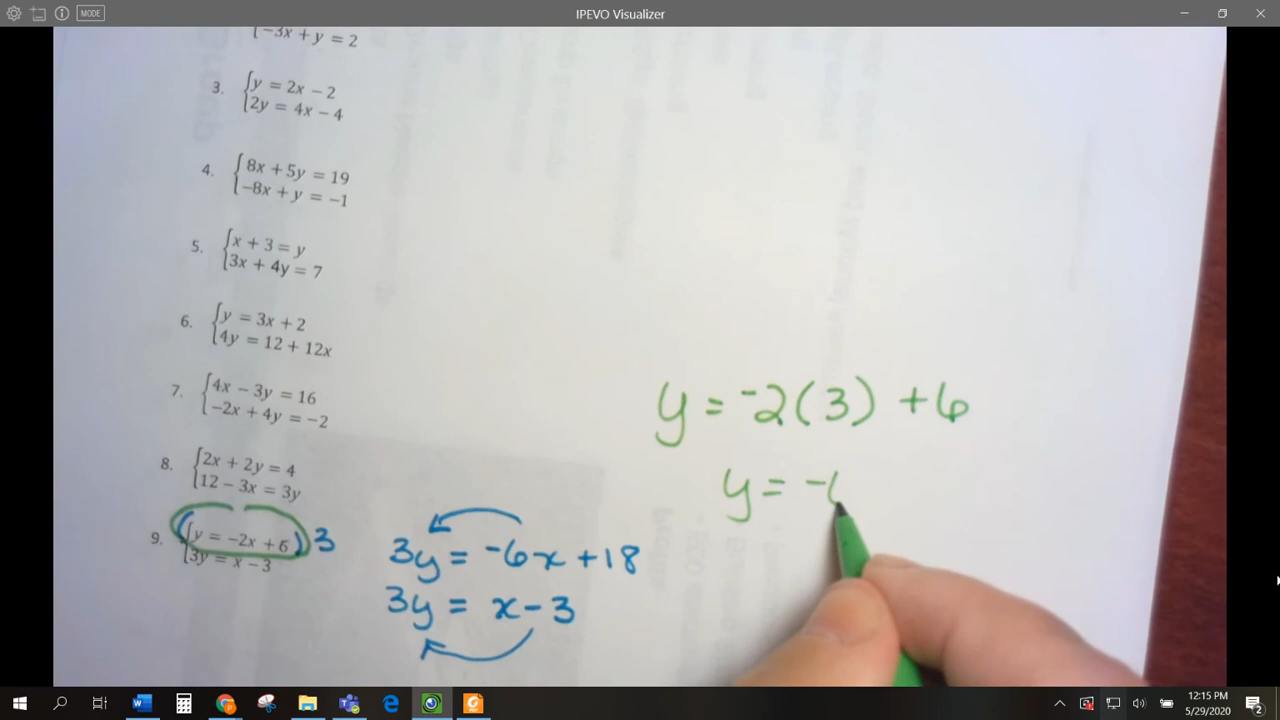 IPEVO Visualizer
MODE
-3x + y = 2
3. y = 2x - 2
2y = 4x - 4
4. 8x + 5y = 19
-8x + y = -1
5. x + 3 = y
3x + 4y = 7
6. y = 3x + 2
4y = 12 + 12x
7. 4x - 3y = 16
-2x + 4y = -2
8. 2x + 2y = 4
12 - 3x = 3y
9. (y = -2x + 6) 3
3y = x - 3
3y = -6x + 18
3y = x - 3
y = -2(3) + 6
y = -6
12:15 PM
5/29/2020
2